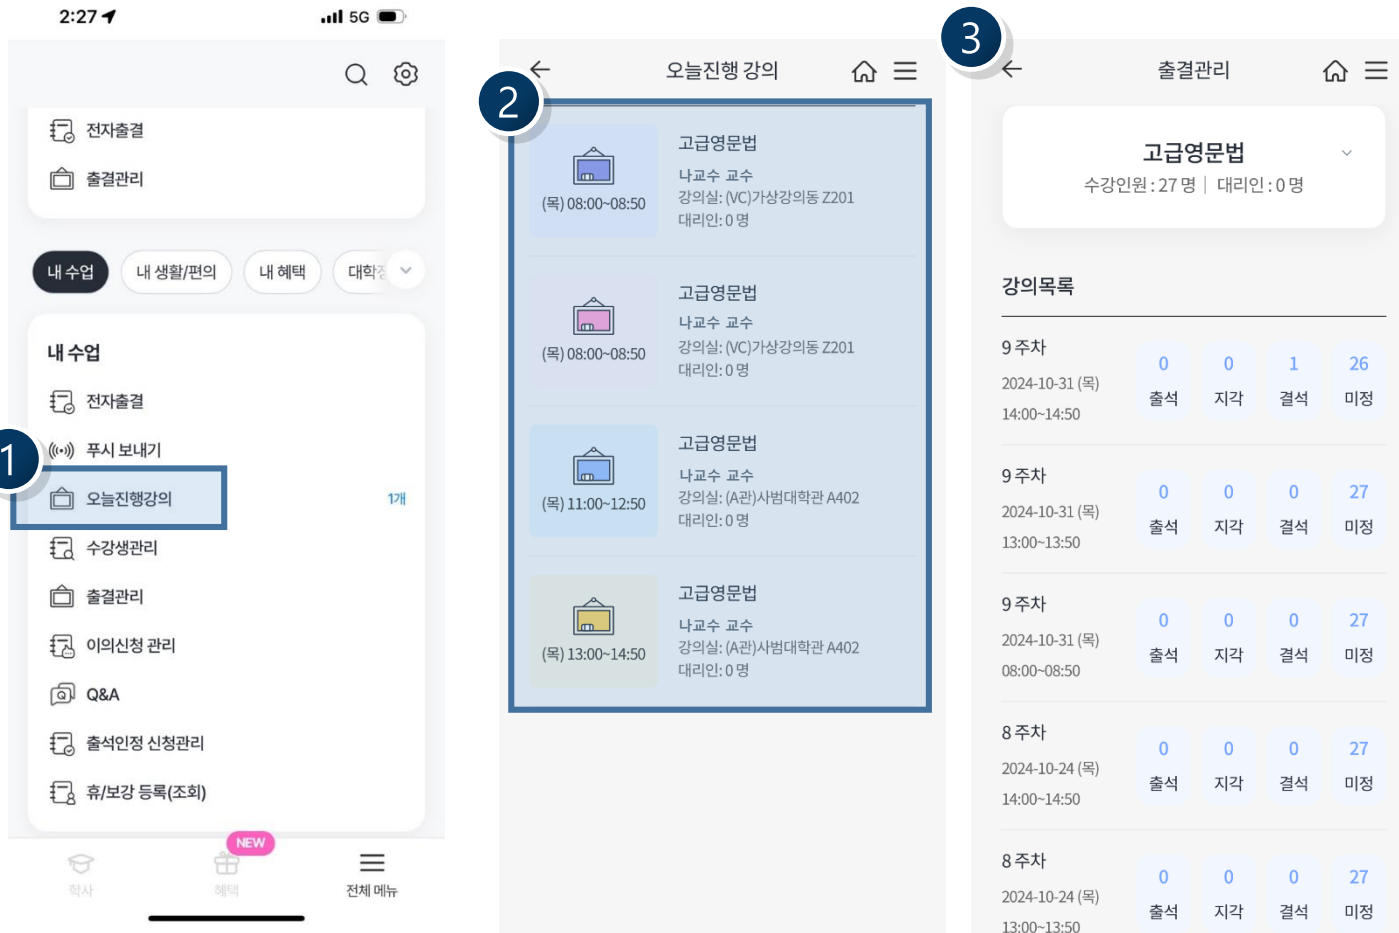 2:27
5G
전자출결
출결관리
내 수업
내 생활/편의
내 혜택
내 수업
전자출결
푸시 보내기
1
오늘진행강의
1개
수강생관리
출결관리
이의신청 관리
Q&A
출석인정 신청관리
휴/보강 등록(조회)
NEW
학사
혜택
전체 메뉴
2
오늘진행 강의
고급영문법
나교수 교수
(목) 08:00~08:50
강의실: (VC)가상강의동 Z201
대리인: 0 명
고급영문법
나교수 교수
(목) 08:00~08:50
강의실: (VC)가상강의동 Z201
대리인: 0 명
고급영문법
나교수 교수
(목) 11:00~12:50
강의실: (A관)사범대학관 A402
대리인: 0 명
고급영문법
나교수 교수
(목) 13:00~14:50
강의실: (A관)사범대학관 A402
대리인: 0 명
3
출결관리
고급영문법
수강인원 : 27 명 | 대리인 : 0 명
강의목록
9 주차
2024-10-31 (목)
14:00~14:50
0 0 1 26
출석 지각 결석 미정
9 주차
2024-10-31 (목)
13:00~13:50
0 0 0 27
출석 지각 결석 미정
9 주차
2024-10-31 (목)
08:00~08:50
0 0 0 27
출석 지각 결석 미정
8 주차
2024-10-24 (목)
14:00~14:50
0 0 0 27
출석 지각 결석 미정
8 주차
2024-10-24 (목)
13:00~13:50
0 0 0 27
출석 지각 결석 미정